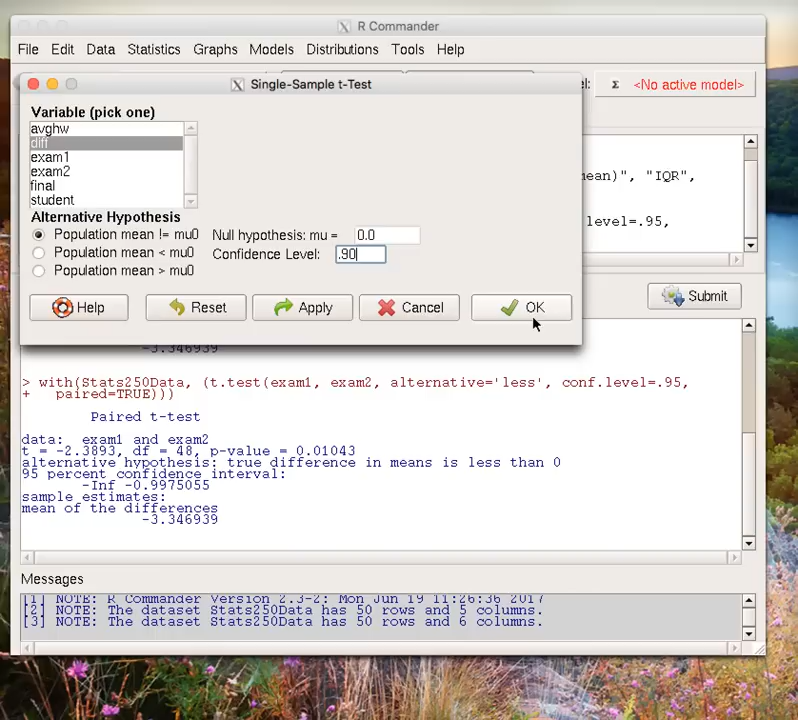 R Commander
File Edit Data Statistics Graphs Models Distributions Tools Help
Single-Sample t-Test
el: Σ <No active model>
Variable (pick one)
avghw
diff
exam1
exam2
final
student
mean)", "IQR",
level=.95,
Alternative Hypothesis
Population mean != mu0 Null hypothesis: mu = 0.0
Population mean < mu0 Confidence Level: .90
Population mean > mu0
Help Reset Apply Cancel OK
Submit
-3.346939
> with(Stats250Data, (t.test(exam1, exam2, alternative='less', conf.level=.95,
+ paired=TRUE)))
Paired t-test
data: exam1 and exam2
t = -2.3893, df = 48, p-value = 0.01043
alternative hypothesis: true difference in means is less than 0
95 percent confidence interval:
-Inf -0.9975055
sample estimates:
mean of the differences
-3.346939
Messages
[1] NOTE: R Commander Version 2.3-2: Mon Jun 19 11:26:36 2017
[2] NOTE: The dataset Stats250Data has 50 rows and 5 columns.
[3] NOTE: The dataset Stats250Data has 50 rows and 6 columns.